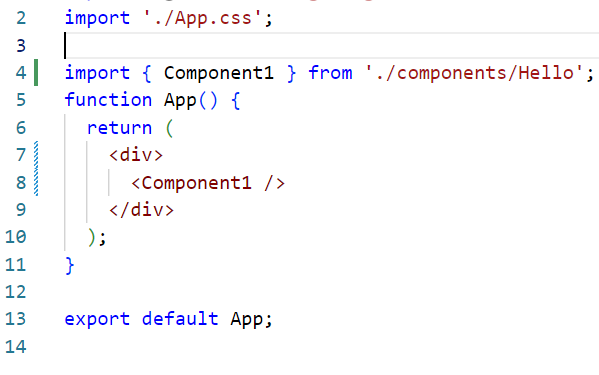 2 import './App.css';
3
4 import { Component1 } from './components/Hello';
5 function App() {
6   return (
7     <div>
8       <Component1 />
9     </div>
10   );
11 }
12
13 export default App;
14